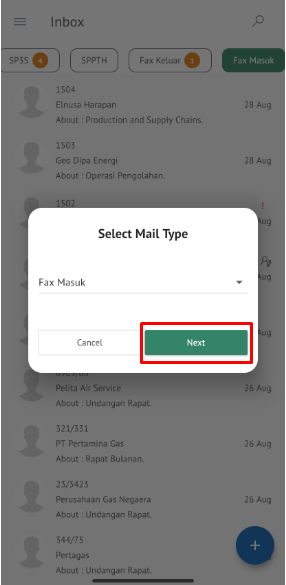 Inbox
SP3S 4 SPPTH Fax Keluar 1 Fax Masuk
1504
Elnusa Harapan 28 Aug
About : Production and Supply Chains.
1503
Geo Dipa Energi 28 Aug
About : Operasi Pengolahan.
1502 !
Aug
Select Mail Type
Aug
Fax Masuk
Aug
Cancel Next
Pelita Air Service 26 Aug
About : Undangan Rapat.
321/331
PT Pertamina Gas 26 Aug
About : Rapat Bulanan.
23/3423
Perusahaan Gas Negaera 26 Aug
About : Undangan Rapat.
344/75
Pertagas
About : Undangan Rapat.
+